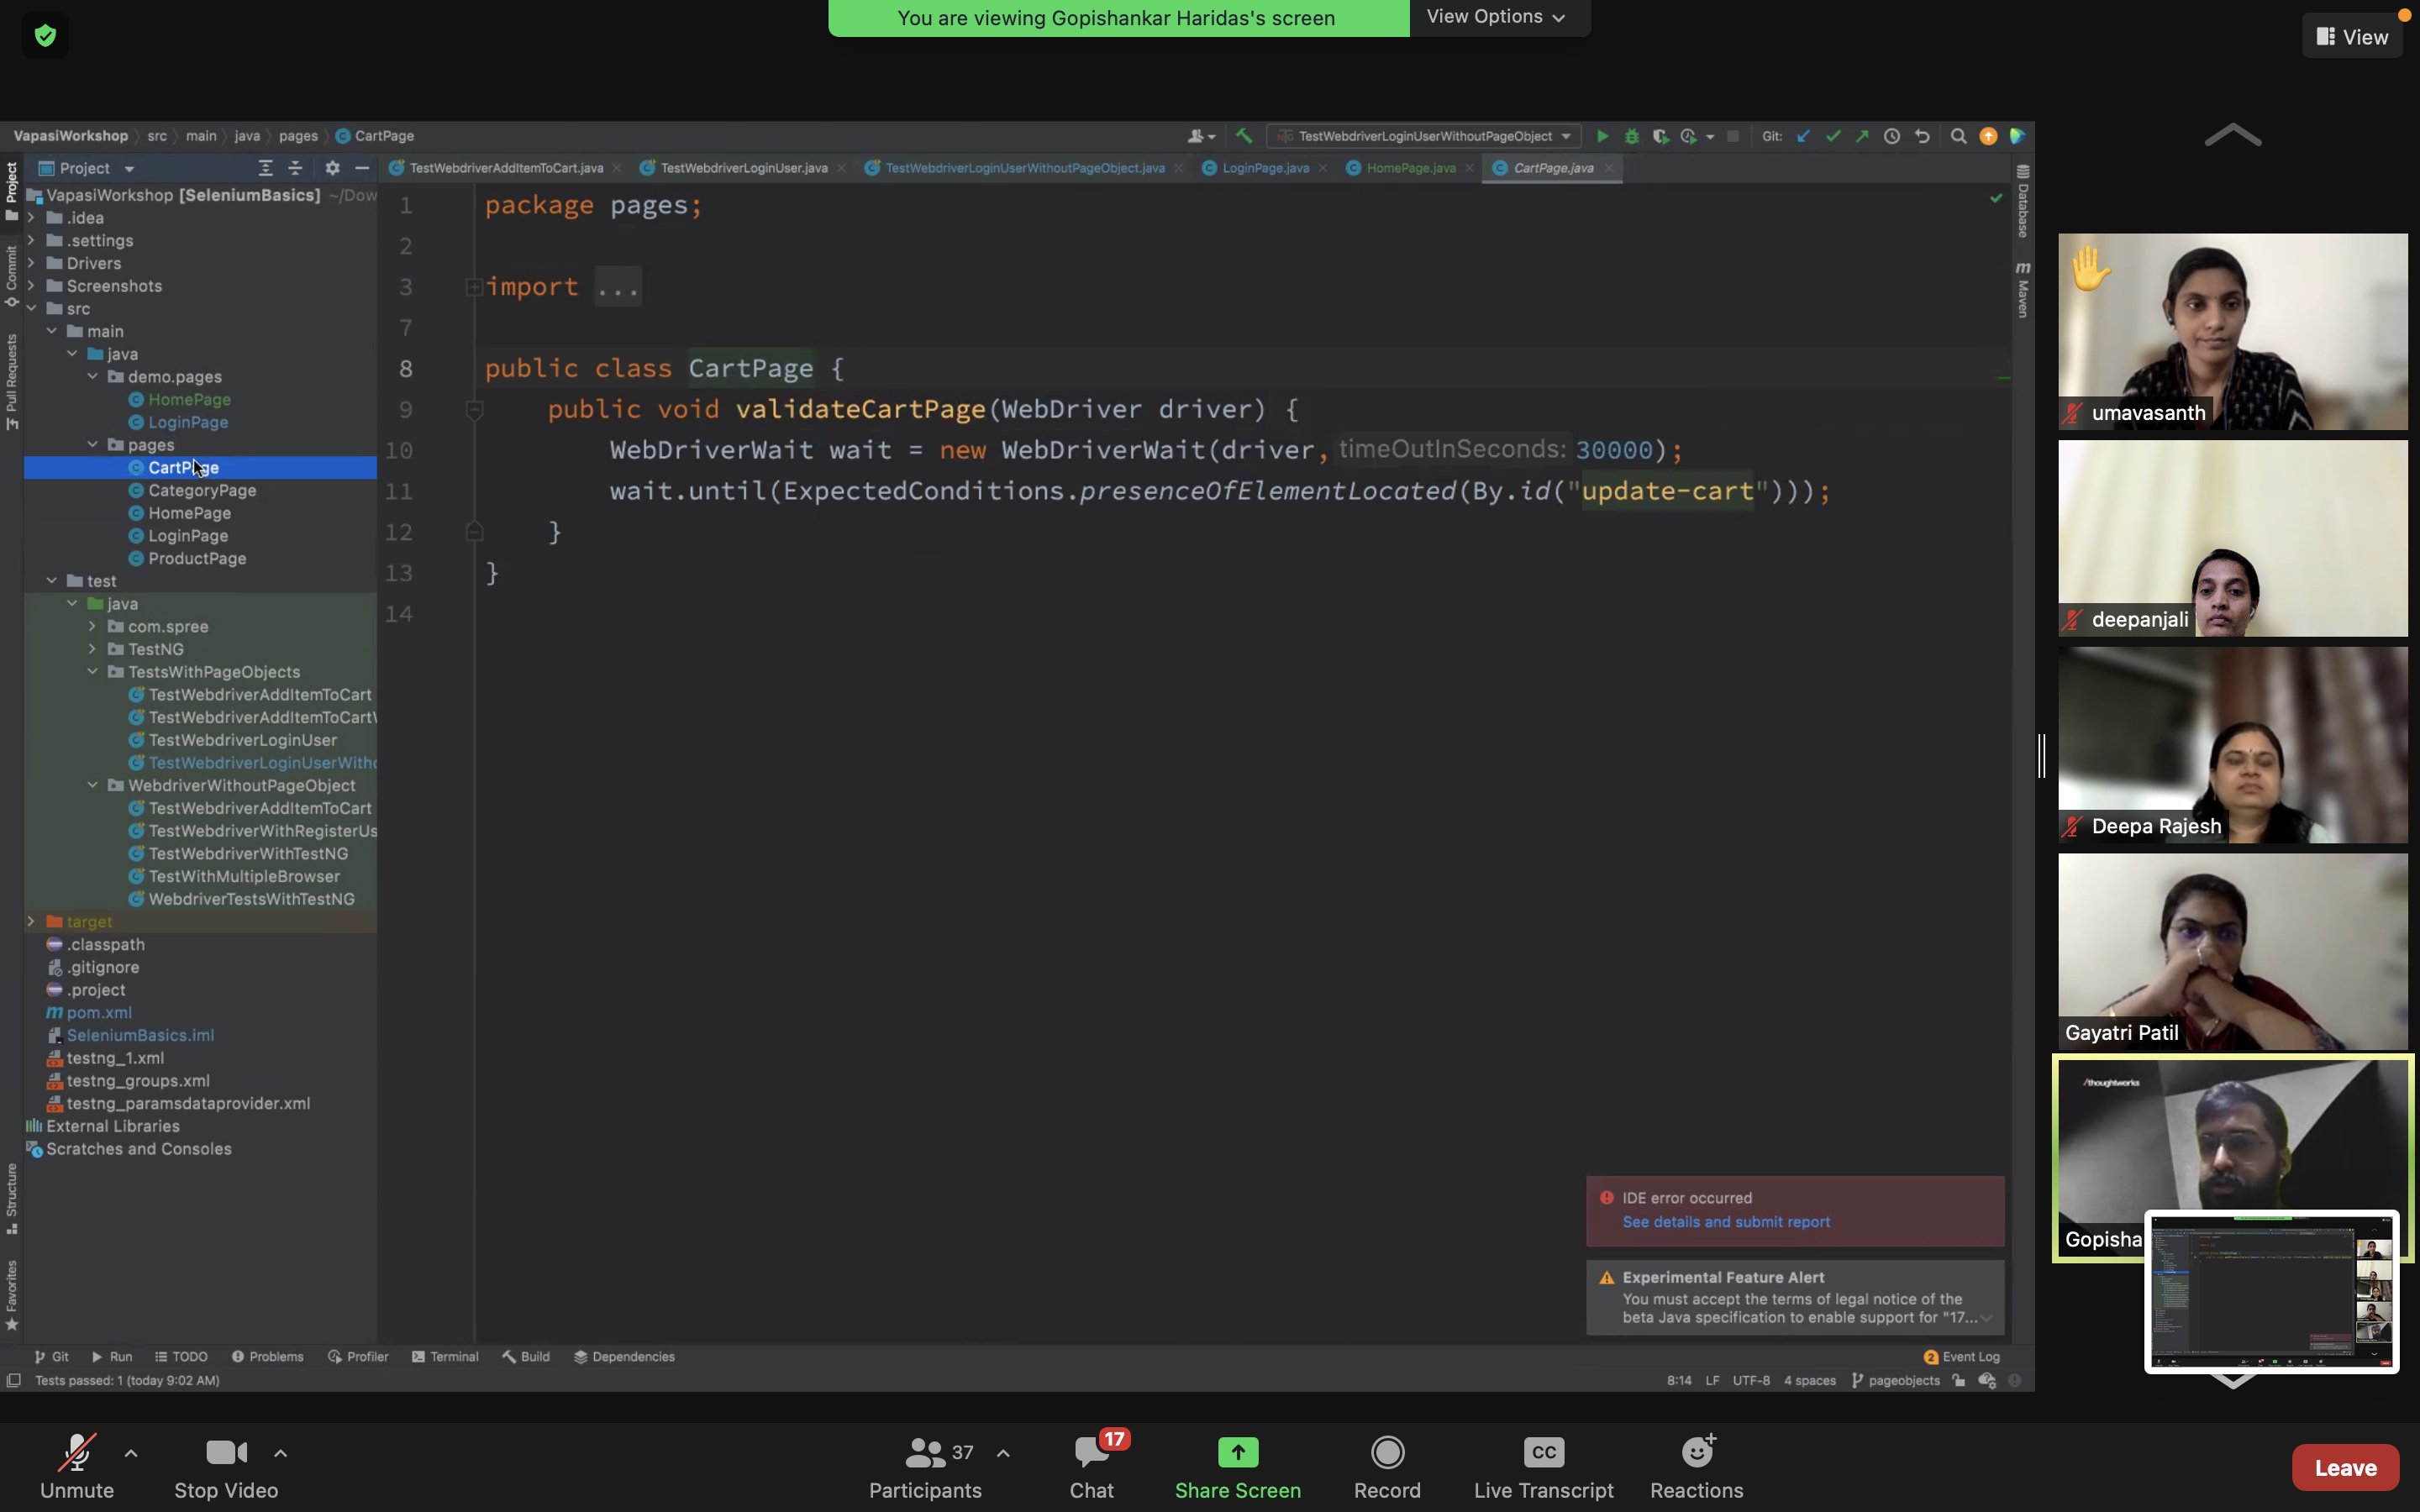 You are viewing Gopishankar Haridas's screen
View Options
View
VapasiWorkshop
src
main
java
pages
CartPage
TestWebdriverLoginUserWithoutPageObject
Git:
Project
TestWebdriverAddItemToCart.java
TestWebdriverLoginUser.java
TestWebdriverLoginUserWithoutPageObject.java
LoginPage.java
HomePage.java
CartPage.java
Project
Commit
Pull Requests
Structure
Favorites
Database
m Maven
VapasiWorkshop [SeleniumBasics] ~/Dow
.idea
.settings
Drivers
Screenshots
src
main
java
demo.pages
HomePage
LoginPage
pages
CartPage
CategoryPage
HomePage
LoginPage
ProductPage
test
java
com.spree
TestNG
TestsWithPageObjects
TestWebdriverAddItemToCart
TestWebdriverAddItemToCart
TestWebdriverLoginUser
TestWebdriverLoginUserWitho
WebdriverWithoutPageObject
TestWebdriverAddItemToCart
TestWebdriverWithRegisterUs
TestWebdriverWithTestNG
TestWithMultipleBrowser
WebdriverTestsWithTestNG
target
.classpath
.gitignore
.project
pom.xml
SeleniumBasics.iml
testng_1.xml
testng_groups.xml
testng_paramsdataprovider.xml
External Libraries
Scratches and Consoles
1 package pages;
2
3 import ...
7
8 public class CartPage {
9 public void validateCartPage(WebDriver driver) {
10 WebDriverWait wait = new WebDriverWait(driver, timeOutInSeconds: 30000);
11 wait.until(ExpectedConditions.presenceOfElementLocated(By.id("update-cart")));
12 }
13 }
14
IDE error occurred
See details and submit report
Experimental Feature Alert
You must accept the terms of legal notice of the
beta Java specification to enable support for "17...
Git
Run
TODO
Problems
Profiler
Terminal
Build
Dependencies
2 Event Log
Tests passed: 1 (today 9:02 AM)
8:14 LF UTF-8 4 spaces pageobjects
umavasanth
deepanjali
Deepa Rajesh
Gayatri Patil
/thoughtworks
Gopisha
Unmute
Stop Video
37
Participants
17
Chat
Share Screen
Record
CC
Live Transcript
Reactions
Leave